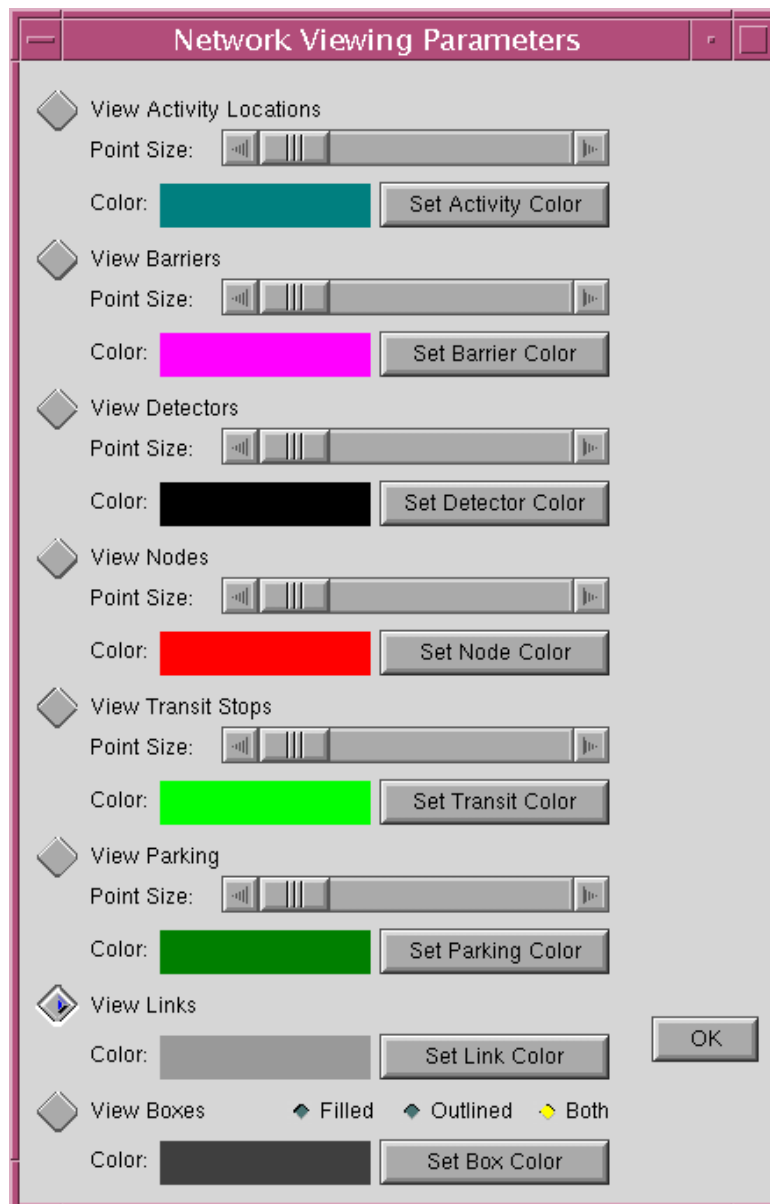 Network Viewing Parameters
View Activity Locations
Point Size:
Color: Set Activity Color
View Barriers
Point Size:
Color: Set Barrier Color
View Detectors
Point Size:
Color: Set Detector Color
View Nodes
Point Size:
Color: Set Node Color
View Transit Stops
Point Size:
Color: Set Transit Color
View Parking
Point Size:
Color: Set Parking Color
View Links
OK
Color: Set Link Color
View Boxes Filled Outlined Both
Color: Set Box Color